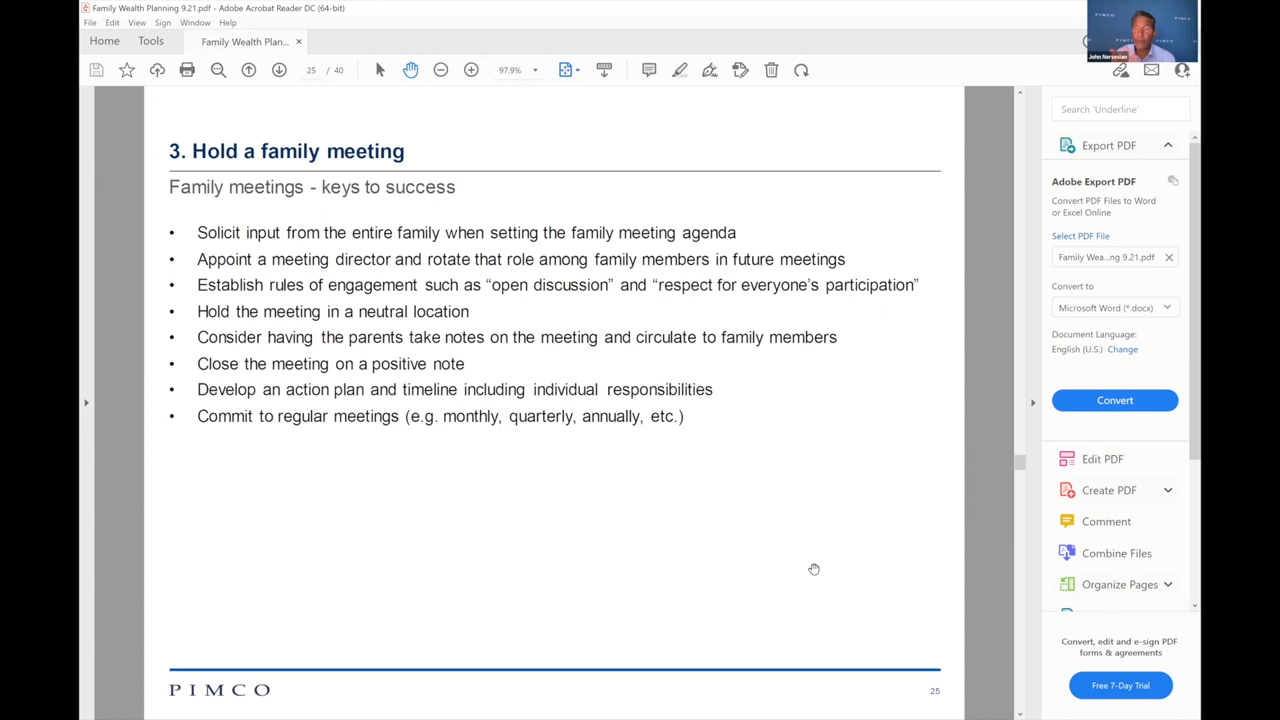 Family Wealth Planning 9.21.pdf - Adobe Acrobat Reader DC (64-bit)
File Edit View Sign Window Help
Home Tools Family Wealth Plan... ×
25 / 40 97.9%
PIMCO
John Nersesian
3. Hold a family meeting
Family meetings - keys to success
• Solicit input from the entire family when setting the family meeting agenda
• Appoint a meeting director and rotate that role among family members in future meetings
• Establish rules of engagement such as “open discussion” and “respect for everyone’s participation”
• Hold the meeting in a neutral location
• Consider having the parents take notes on the meeting and circulate to family members
• Close the meeting on a positive note
• Develop an action plan and timeline including individual responsibilities
• Commit to regular meetings (e.g. monthly, quarterly, annually, etc.)
PIMCO
25
Search 'Underline'
Export PDF
Adobe Export PDF
Convert PDF Files to Word
or Excel Online
Select PDF File
Family Wea...ng 9.21.pdf
Convert to
Microsoft Word (*.docx)
Document Language:
English (U.S.) Change
Convert
Edit PDF
Create PDF
Comment
Combine Files
Organize Pages
Convert, edit and e-sign PDF
forms & agreements
Free 7-Day Trial